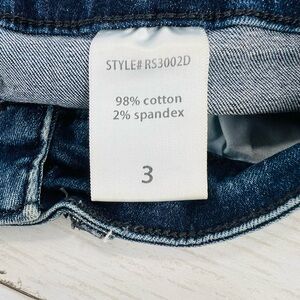 STYLE# RS3002D
98% cotton
2% spandex
3